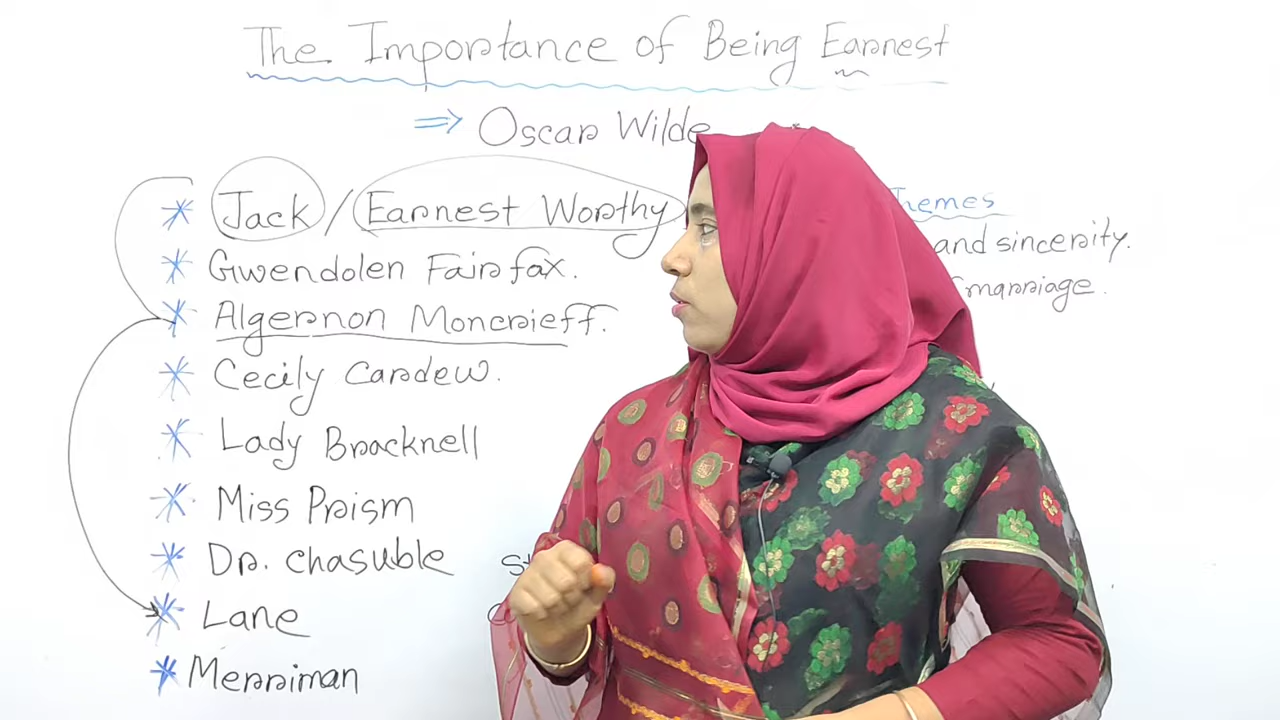 The Importance of Being Earnest
⇒ Oscar Wilde
* Jack / Earnest Worthy
* Gwendolen Fairfax.
* Algernon Moncrieff.
* Cecily Cardew.
* Lady Bracknell
* Miss Prism
* Dr. Chasuble
* Lane
* Merriman
Themes
and sincerity.
marriage.